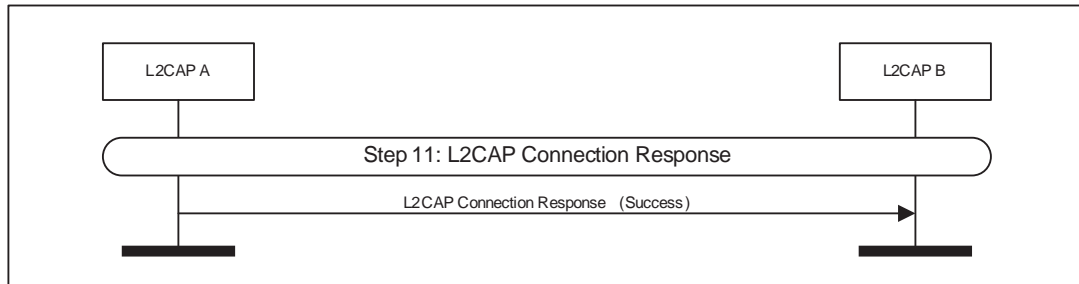 L2CAP A
L2CAP B
Step 11: L2CAP Connection Response
L2CAP Connection Response (Success)